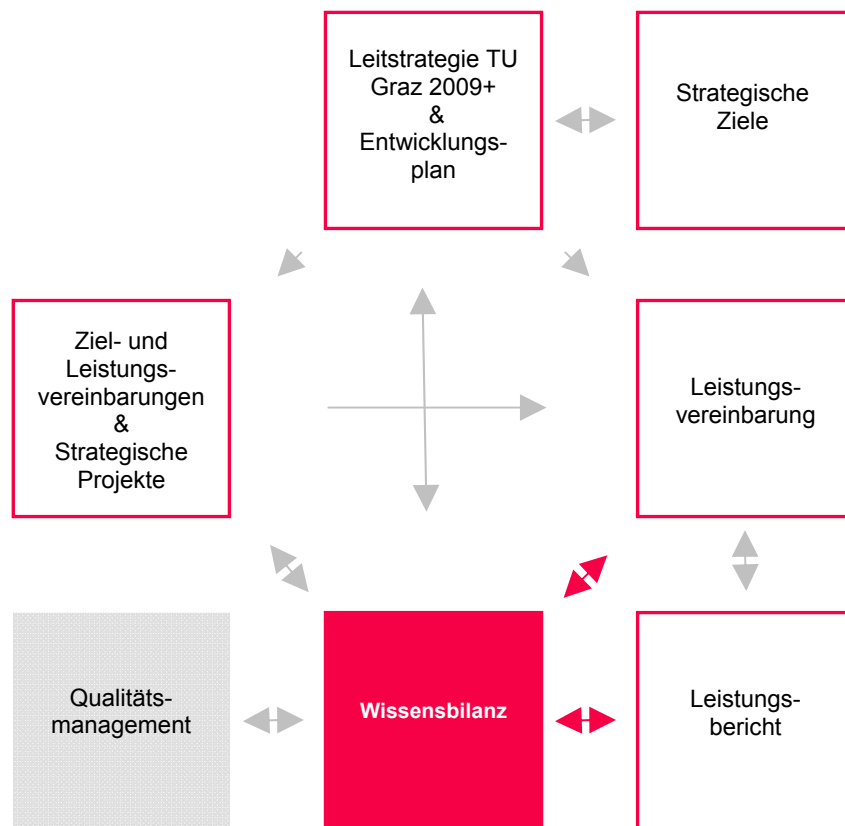 Leitstrategie TU
Graz 2009+
&
Entwicklungs-
plan
Strategische
Ziele
Ziel- und
Leistungs-
vereinbarungen
&
Strategische
Projekte
Leistungs-
vereinbarung
Qualitäts-
management
Wissensbilanz
Leistungs-
bericht